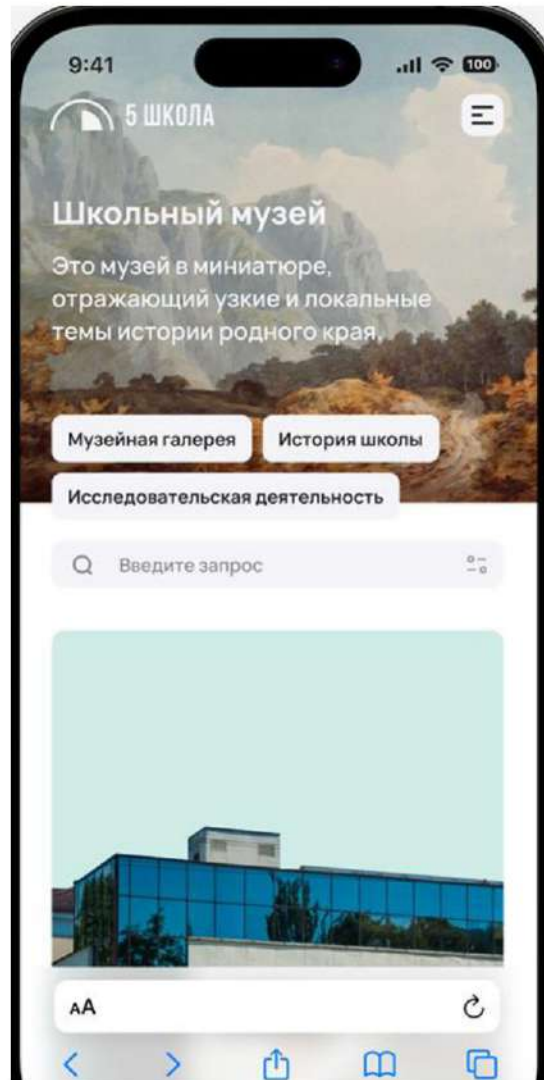 9:41
100
5 ШКОЛА
Школьный музей
Это музей в миниатюре,
отражающий узкие и локальные
темы истории родного края.
Музейная галерея
История школы
Исследовательская деятельность
Введите запрос
AA